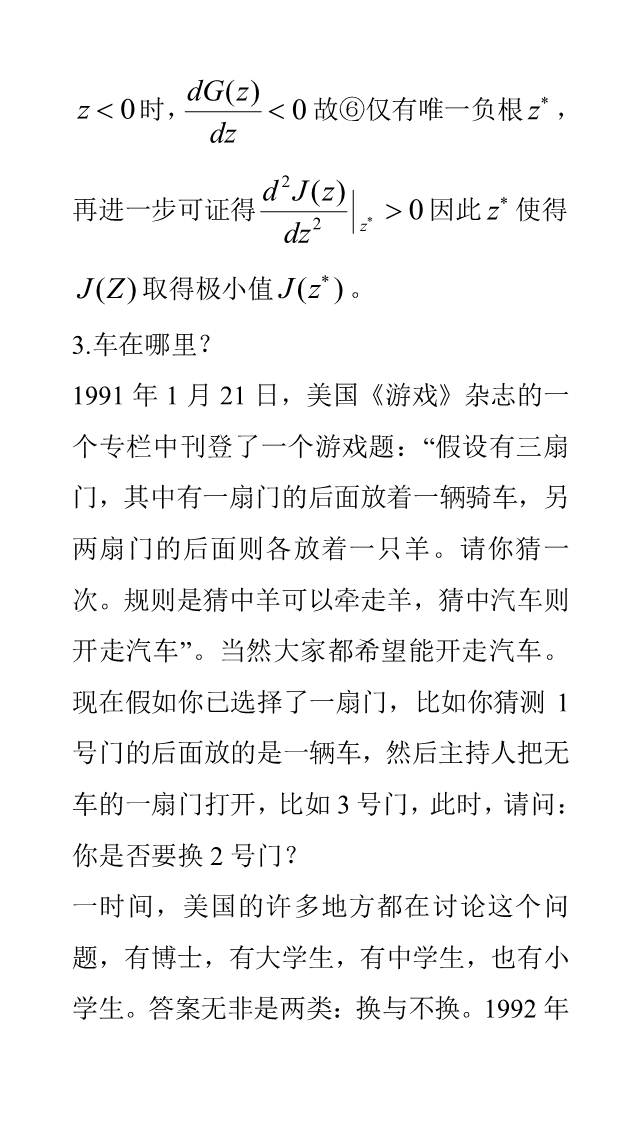 z < 0时，dG(z)/dz < 0 故⑥仅有唯一负根 z*，
再进一步可证得 d²J(z)/dz² |z* > 0 因此 z* 使得
J(Z) 取得极小值 J(z*)。
3.车在哪里？
1991 年 1 月 21 日，美国《游戏》杂志的一
个专栏中刊登了一个游戏题：“假设有三扇
门，其中有一扇门的后面放着一辆骑车，另
两扇门的后面则各放着一只羊。请你猜一
次。规则是猜中羊可以牵走羊，猜中汽车则
开走汽车”。当然大家都希望能开走汽车。
现在假如你已选择了一扇门，比如你猜测 1
号门的后面放的是一辆车，然后主持人把无
车的一扇门打开，比如 3 号门，此时，请问：
你是否要换 2 号门？
一时间，美国的许多地方都在讨论这个问
题，有博士，有大学生，有中学生，也有小
学生。答案无非是两类：换与不换。1992 年